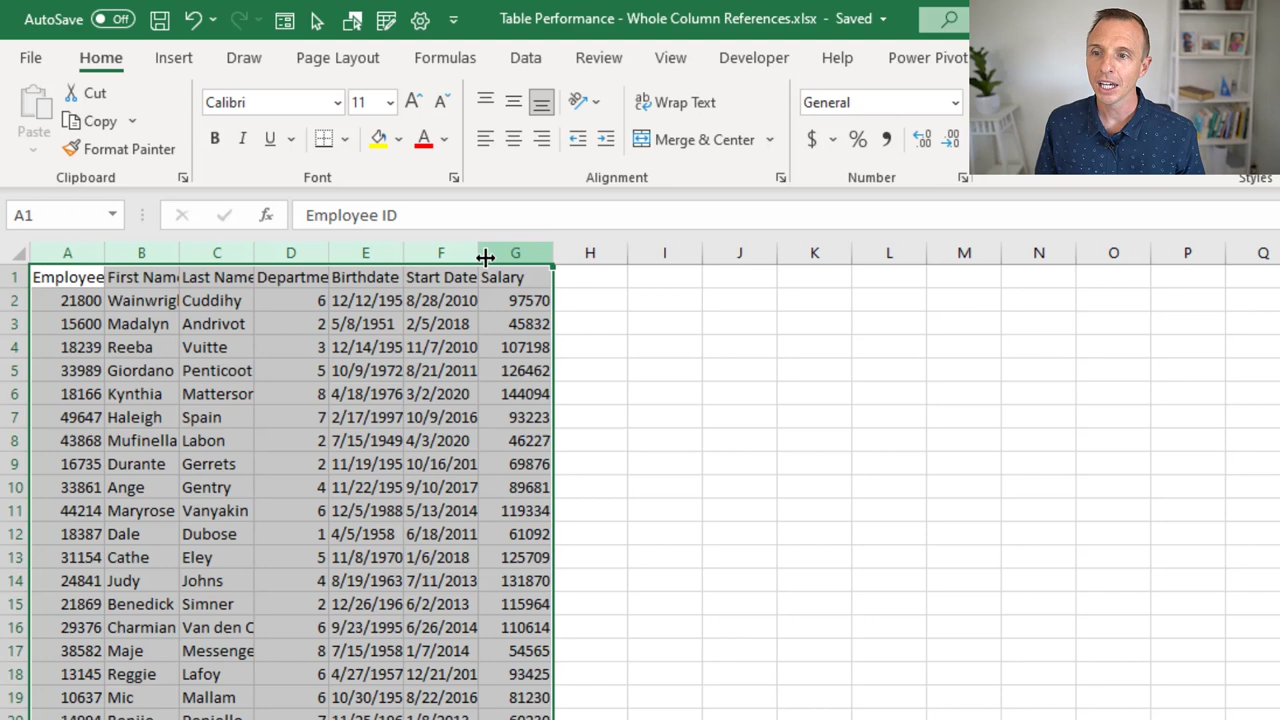 AutoSave Off Table Performance - Whole Column References.xlsx - Saved
File Home Insert Draw Page Layout Formulas Data Review View Developer Help Power Pivot
Cut Calibri 11 Wrap Text General
Paste Copy
Format Painter B I U A Merge & Center $ %
Clipboard Font Alignment Number Styles
A1 fx Employee ID
A B C D E F G H I J K L M N O P Q
1 Employee First Nam Last Name Departme Birthdate Start Date Salary
2 21800 Wainwrig Cuddihy 6 12/12/195 8/28/2010 97570
3 15600 Madalyn Andrivot 2 5/8/1951 2/5/2018 45832
4 18239 Reeba Vuitte 3 12/14/195 11/7/2010 107198
5 33989 Giordano Penticoot 5 10/9/1972 8/21/2011 126462
6 18166 Kynthia Matterson 8 4/18/1976 3/2/2020 144094
7 49647 Haleigh Spain 7 2/17/1997 10/9/2016 93223
8 43868 Mufinella Labon 2 7/15/1949 4/3/2020 46227
9 16735 Durante Gerrets 2 11/19/195 10/16/201 69876
10 33861 Ange Gentry 4 11/22/195 9/10/2017 89681
11 44214 Maryrose Vanyakin 6 12/5/1988 5/13/2014 119334
12 18387 Dale Dubose 1 4/5/1958 6/18/2011 61092
13 31154 Cathe Eley 5 11/8/1970 1/6/2018 125709
14 24841 Judy Johns 4 8/19/1963 7/11/2013 131870
15 21869 Benedick Simner 2 12/26/196 6/2/2013 115964
16 29376 Charmian Van den C 6 9/23/1995 6/26/2014 110614
17 38582 Maje Messenge 8 7/15/1958 1/7/2014 54565
18 13145 Reggie Lafoy 6 4/27/1957 12/21/201 93425
19 10637 Mic Mallam 6 10/30/195 8/22/2016 81230